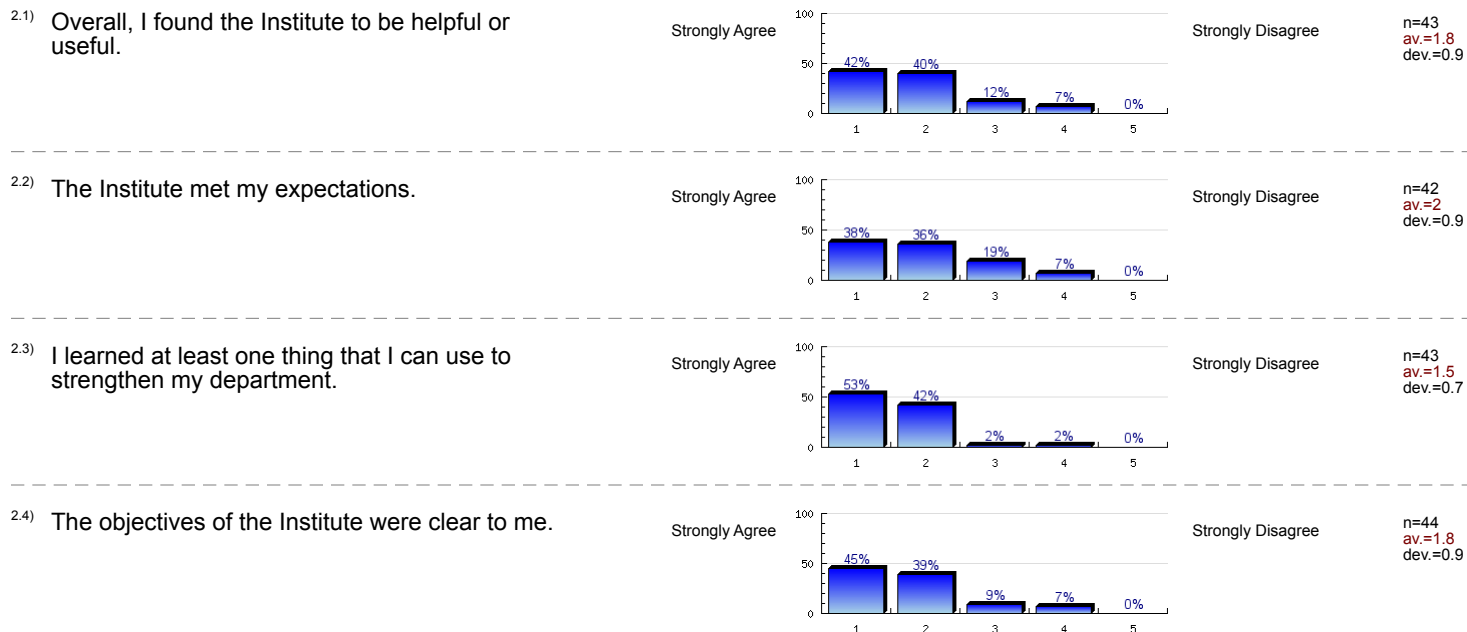 2.1) Overall, I found the Institute to be helpful or
useful.
Strongly Agree
100
50
0
42% 40% 12% 7% 0%
1 2 3 4 5
Strongly Disagree
n=43
av.=1.8
dev.=0.9
2.2) The Institute met my expectations.
Strongly Agree
100
50
0
38% 36% 19% 7% 0%
1 2 3 4 5
Strongly Disagree
n=42
av.=2
dev.=0.9
2.3) I learned at least one thing that I can use to
strengthen my department.
Strongly Agree
100
50
0
53% 42% 2% 2% 0%
1 2 3 4 5
Strongly Disagree
n=43
av.=1.5
dev.=0.7
2.4) The objectives of the Institute were clear to me.
Strongly Agree
100
50
0
45% 39% 9% 7% 0%
1 2 3 4 5
Strongly Disagree
n=44
av.=1.8
dev.=0.9